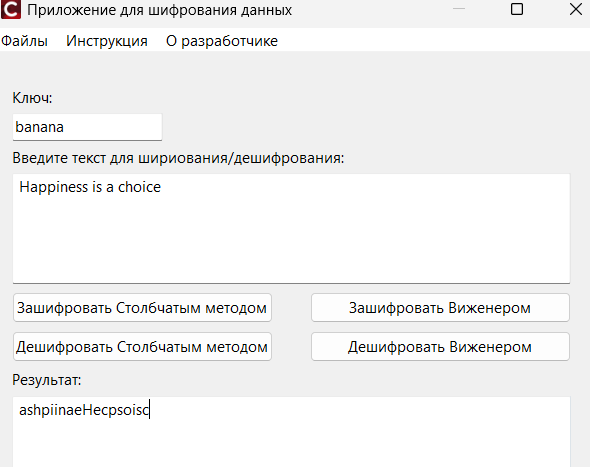 Приложение для шифрования данных
Файлы Инструкция О разработчике
Ключ:
banana
Введите текст для шириования/дешифрования:
Happiness is a choice
Зашифровать Столбчатым методом Зашифровать Виженером
Дешифровать Столбчатым методом Дешифровать Виженером
Результат:
ashpiinaeHecpsoisc